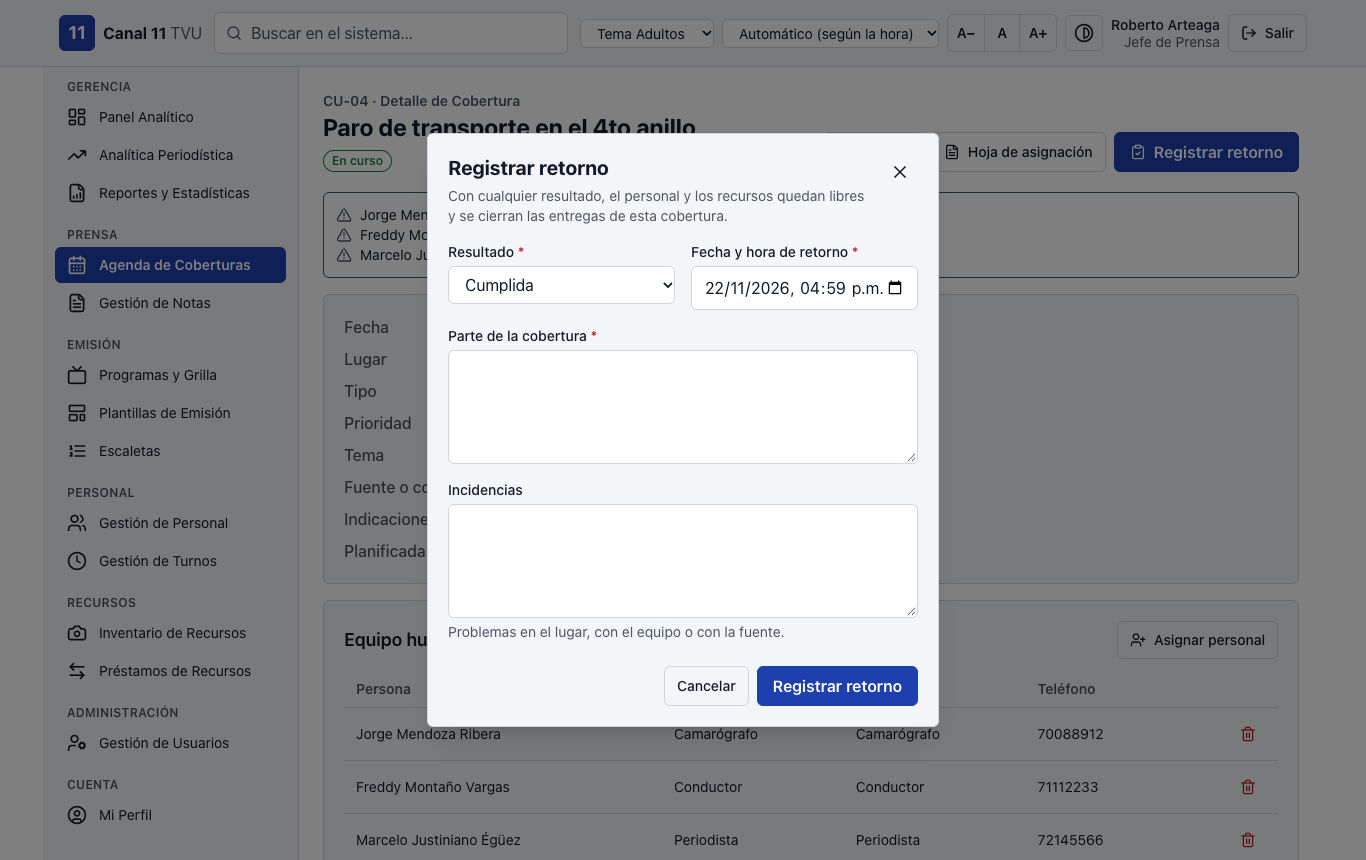 11 Canal 11 TVU
Buscar en el sistema...
Tema Adultos
Automático (según la hora)
A−
A
A+
Roberto Arteaga
Jefe de Prensa
Salir
GERENCIA
Panel Analítico
Analítica Periodística
Reportes y Estadísticas
PRENSA
Agenda de Coberturas
Gestión de Notas
EMISIÓN
Programas y Grilla
Plantillas de Emisión
Escaletas
PERSONAL
Gestión de Personal
Gestión de Turnos
RECURSOS
Inventario de Recursos
Préstamos de Recursos
ADMINISTRACIÓN
Gestión de Usuarios
CUENTA
Mi Perfil
CU-04 · Detalle de Cobertura
Paro de transporte en el 4to anillo
En curso
Hoja de asignación
Registrar retorno
Jorge Men
Freddy Mo
Marcelo Ju
Fecha
Lugar
Tipo
Prioridad
Tema
Fuente o co
Indicacione
Planificada
Registrar retorno
Con cualquier resultado, el personal y los recursos quedan libres
y se cierran las entregas de esta cobertura.
Resultado *
Fecha y hora de retorno *
Cumplida
22/11/2026, 04:59 p.m.
Parte de la cobertura *
Incidencias
Problemas en el lugar, con el equipo o con la fuente.
Cancelar
Registrar retorno
Equipo hu
Asignar personal
Persona
Teléfono
Jorge Mendoza Ribera Camarógrafo Camarógrafo 70088912
Freddy Montaño Vargas Conductor Conductor 71112233
Marcelo Justiniano Égüez Periodista Periodista 72145566